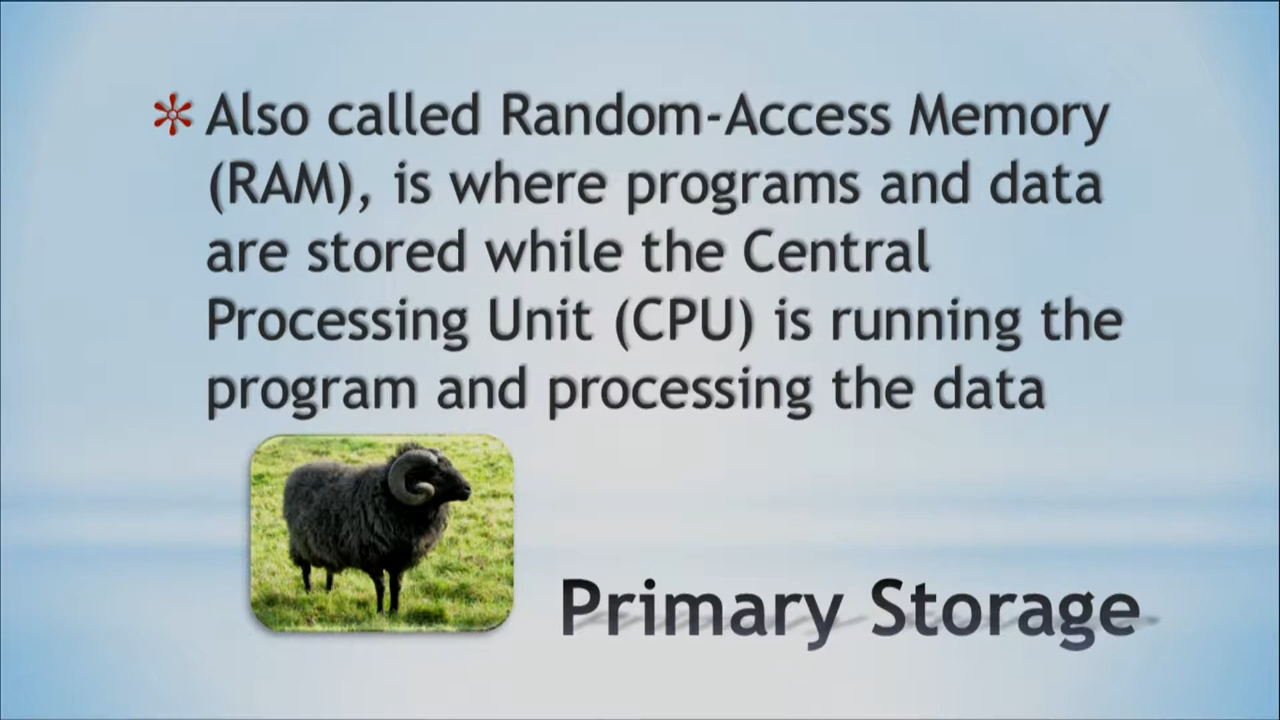 Also called Random-Access Memory
(RAM), is where programs and data
are stored while the Central
Processing Unit (CPU) is running the
program and processing the data
Primary Storage